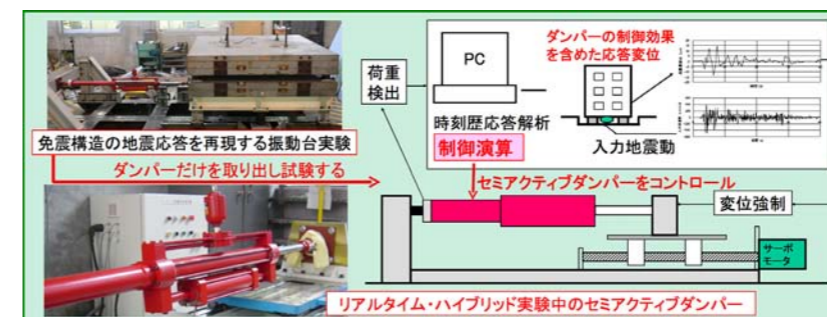 免震構造の地震応答を再現する振動台実験
ダンパーだけを取り出し試験する
荷重
検出
PC
時刻歴応答解析
制御演算
ダンパーの制御効果
を含めた応答変位
入力地震動
セミアクティブダンパーをコントロール
変位強制
サーボ
モータ
リアルタイム・ハイブリッド実験中のセミアクティブダンパー